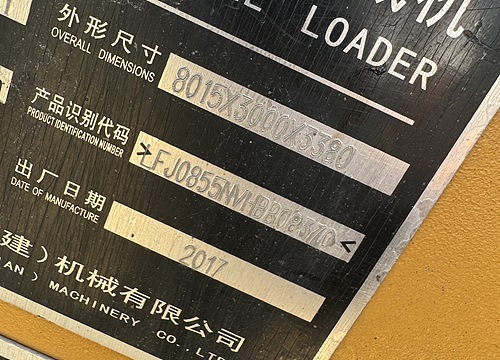 LOADER
外形尺寸
OVERALL DIMENSIONS
8015X3000X3380
产品识别代码
PRODUCT IDENTIFICATION NUMBER
出厂日期
DATE OF MANUFACTURE
2017
建）机械有限公司
AN ) MACHINERY CO.,LT